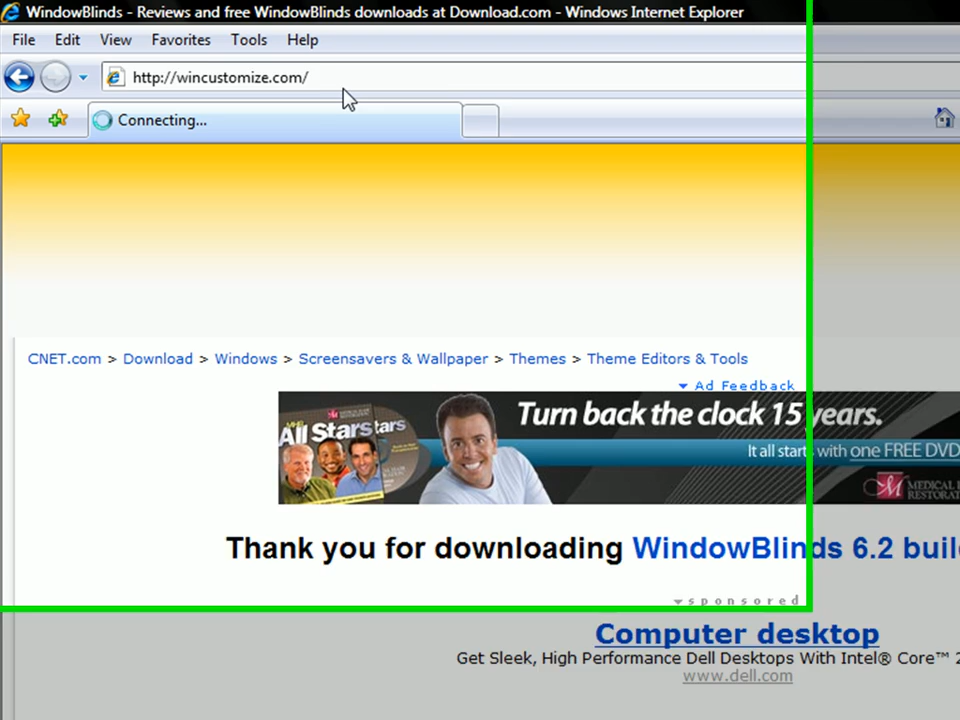 WindowBlinds - Reviews and free WindowBlinds downloads at Download.com - Windows Internet Explorer
File Edit View Favorites Tools Help
http://wincustomize.com/
Connecting...
CNET.com > Download > Windows > Screensavers & Wallpaper > Themes > Theme Editors & Tools
Ad Feedback
Turn back the clock 15 years.
All Stars
It all starts with one FREE DVD
MEDICAL
RESTORAT
Thank you for downloading WindowBlinds 6.2 buil
sponsored
Computer desktop
Get Sleek, High Performance Dell Desktops With Intel® Core™ 2
www.dell.com